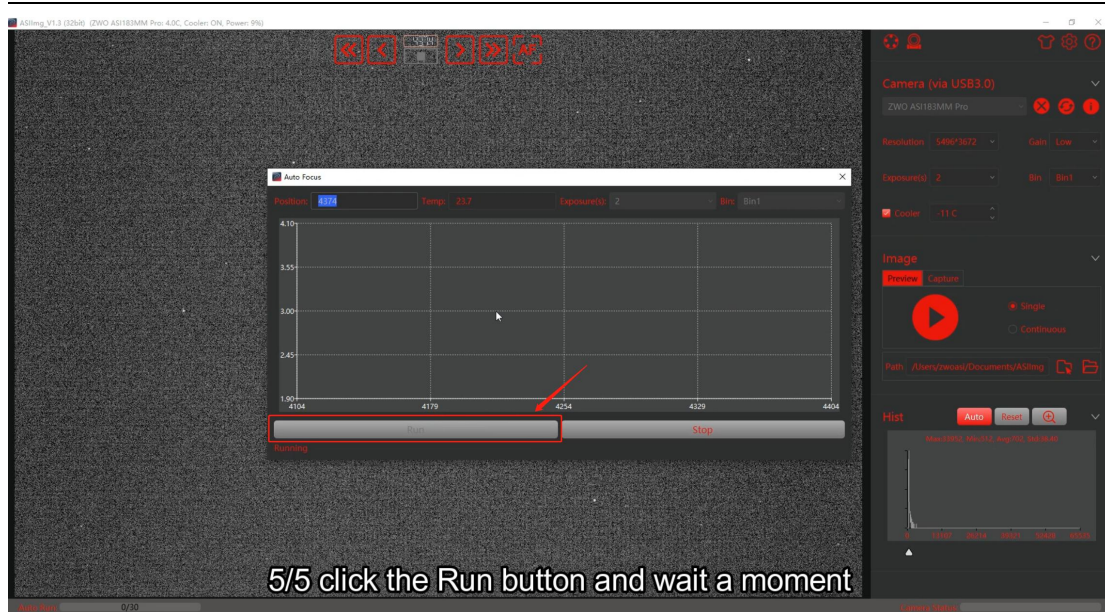 ASIImg_V1.3 (32bit) (ZWO ASI183MM Pro: 4.0C, Cooler: ON, Power: 9%)
AF
Camera (via USB3.0)
ZWO ASI183MM Pro
Resolution 5496*3672 Gain Low
Exposure(s) 2 Bin Bin1
Cooler -11 C
Image
Preview Capture
Single
Continuous
Path /Users/zwoasi/Documents/ASIImg
Hist Auto Reset
Auto Focus
Position: 4374 Temp: 23.7 Exposure(s): 2 Bin: Bin1
4.10
3.55
3.00
2.45
1.90
4104 4179 4254 4329 4404
Run Stop
Running
5/5 click the Run button and wait a moment
0/30